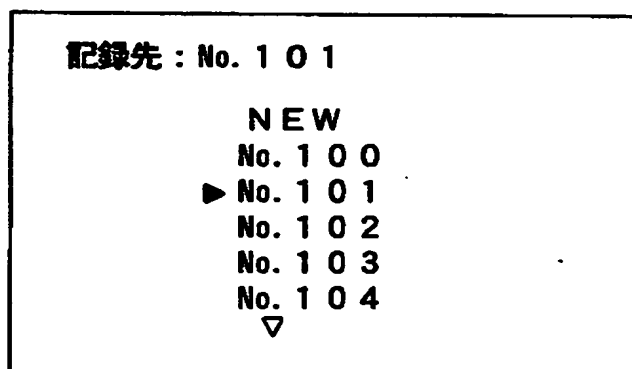 記録先：No. 1 0 1
N E W
No. 1 0 0
▶ No. 1 0 1
No. 1 0 2
No. 1 0 3
No. 1 0 4
▽